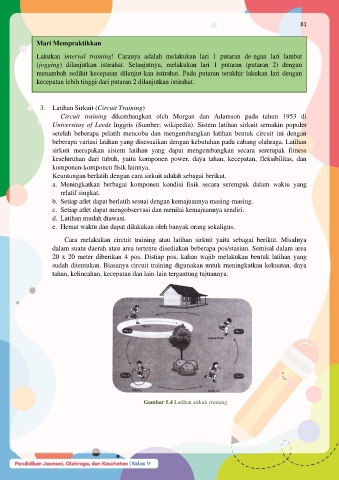 81
Mari Mempraktikkan
Lakukan interval training! Caranya adalah melakukan lari 1 putaran de-ngan lari lambat
(jogging) dilanjutkan istirahat. Selanjutnya, melakukan lari 1 putaran (putaran 2) dengan
menambah sedikit kecepatan dilanjut-kan istirahat. Pada putaran terakhir lakukan lari dengan
kecepatan lebih tinggi dari putaran 2 dilanjutkan istirahat.
3. Latihan Sirkuit (Circuit Training)
Circuit training dikembangkan oleh Morgan dan Adamson pada tahun 1953 di
University of Leeds Inggris (Sumber: wikipedia). Sistem latihan sirkuit semakin populer
setelah beberapa pelatih mencoba dan mengembangkan latihan bentuk circuit ini dengan
beberapa variasi latihan yang disesuaikan dengan kebutuhan pada cabang olahraga. Latihan
sirkuit merupakan sistem latihan yang dapat mengembangkan secara serempak fitness
keseluruhan dari tubuh, yaitu komponen power, daya tahan, kecepatan, fleksibilitas, dan
komponen-komponen fisik lainnya.
Keuntungan berlatih dengan cara sirkuit adalah sebagai berikut.
a. Meningkatkan berbagai komponen kondisi fisik secara serempak dalam waktu yang
relatif singkat.
b. Setiap atlet dapat berlatih sesuai dengan kemajuannya masing-masing.
c. Setiap atlet dapat mengobservasi dan menilai kemajuannya sendiri.
d. Latihan mudah diawasi.
e. Hemat waktu dan dapat dilakukan oleh banyak orang sekaligus.
Cara melakukan circuit training atau latihan sirkuit yaitu sebagai berikut. Misalnya
dalam suatu daerah atau area tertentu disediakan beberapa pos/stasiun. Semisal dalam area
20 x 20 meter diberikan 4 pos. Distiap pos, kalian wajib melakukan bentuk latihan yang
sudah ditentukan. Biasanya circuit training digunakan untuk meningkatkan kekuatan, daya
tahan, kelincahan, kecepatan dan lain-lain tergantung tujuannya.
Gambar 5.4 Latihan sirkuit training
Pendidikan Jasmani, Olahraga, dan Kesehatan | Kelas V